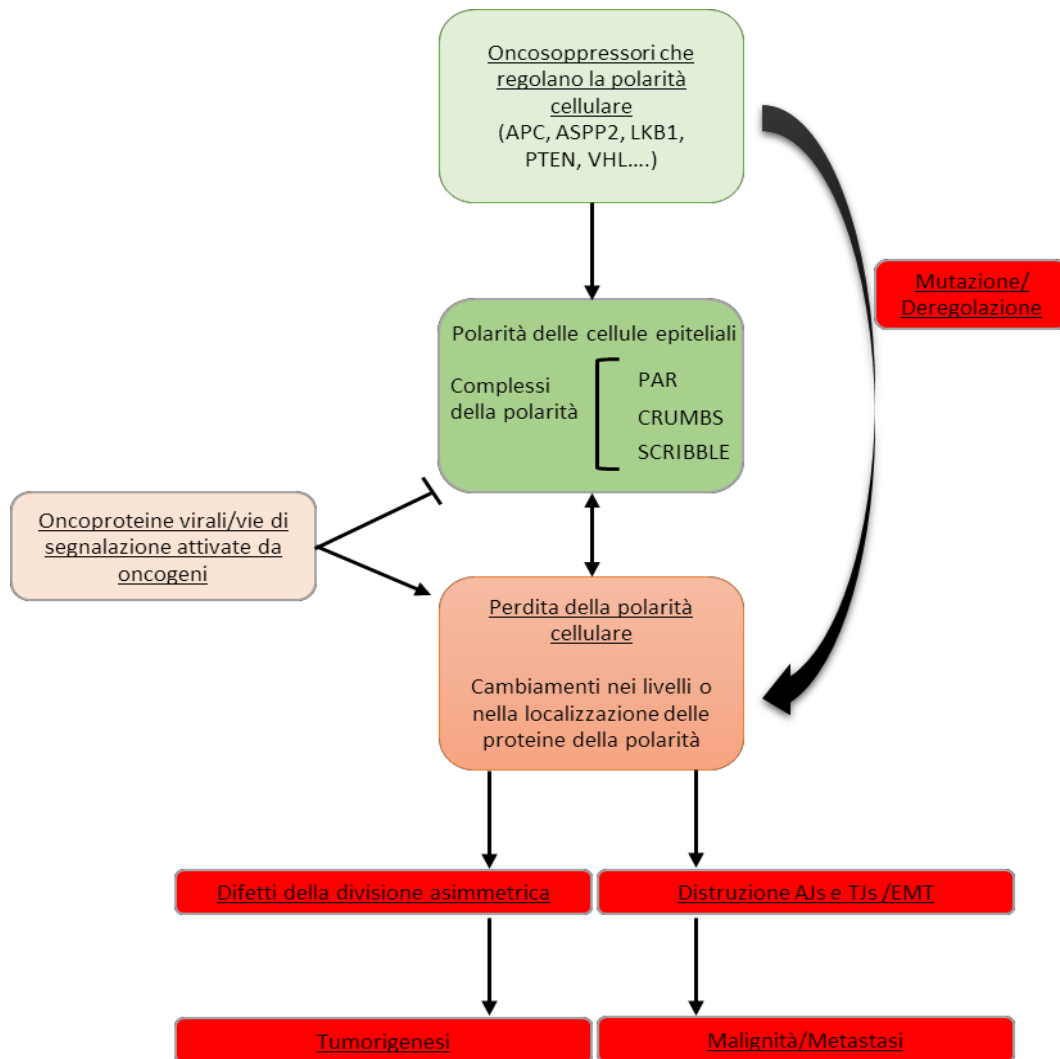 Oncosoppressori che
regolano la polarità
cellulare
(APC, ASPP2, LKB1,
PTEN, VHL….)
Mutazione/
Deregolazione
Polarità delle cellule epiteliali
Complessi
della polarità
PAR
CRUMBS
SCRIBBLE
Oncoproteine virali/vie di
segnalazione attivate da
oncogeni
Perdita della polarità
cellulare
Cambiamenti nei livelli o
nella localizzazione delle
proteine della polarità
Difetti della divisione asimmetrica
Distruzione AJs e TJs /EMT
Tumorigenesi
Malignità/Metastasi